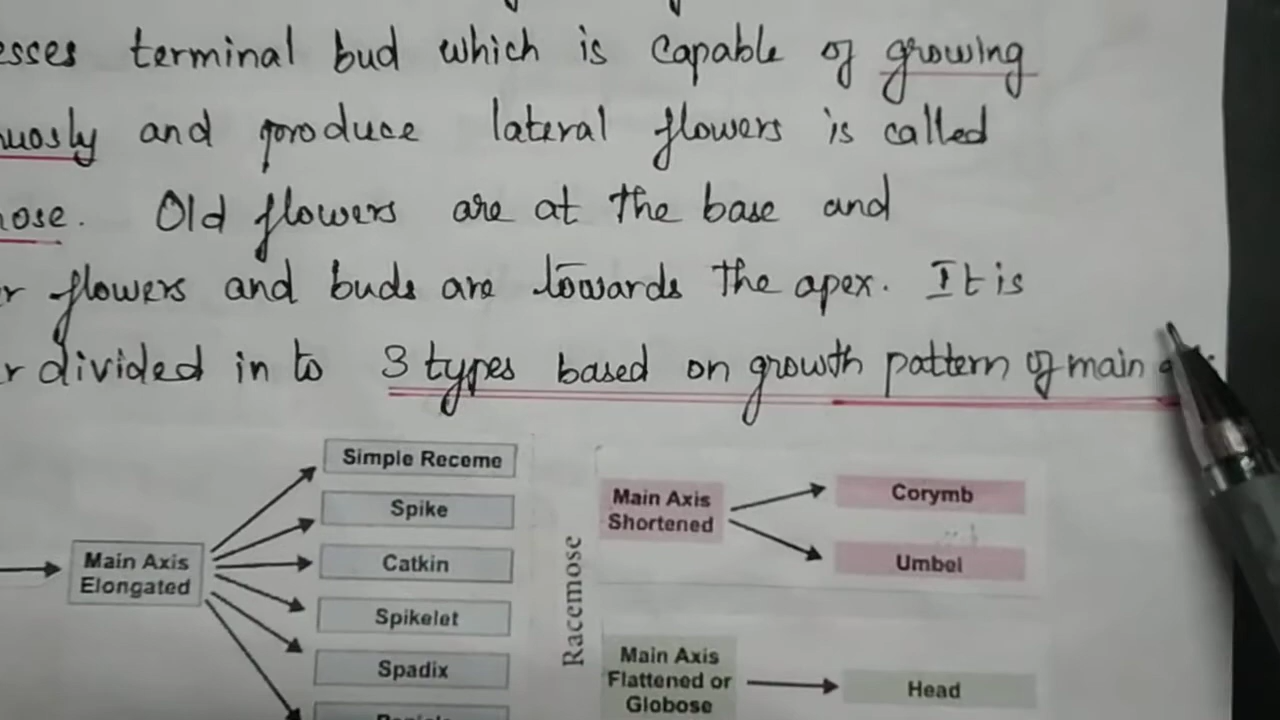 esses terminal bud which is capable of growing
uosly and produce lateral flowers is called
ose. Old flowers are at the base and
r flowers and buds are towards the apex. It is
r divided in to 3 types based on growth pattern of main
Simple Receme
Spike
Main Axis
Elongated
Catkin
Spikelet
Spadix
Racemose
Main Axis
Shortened
Corymb
Umbel
Main Axis
Flattened or
Globose
Head